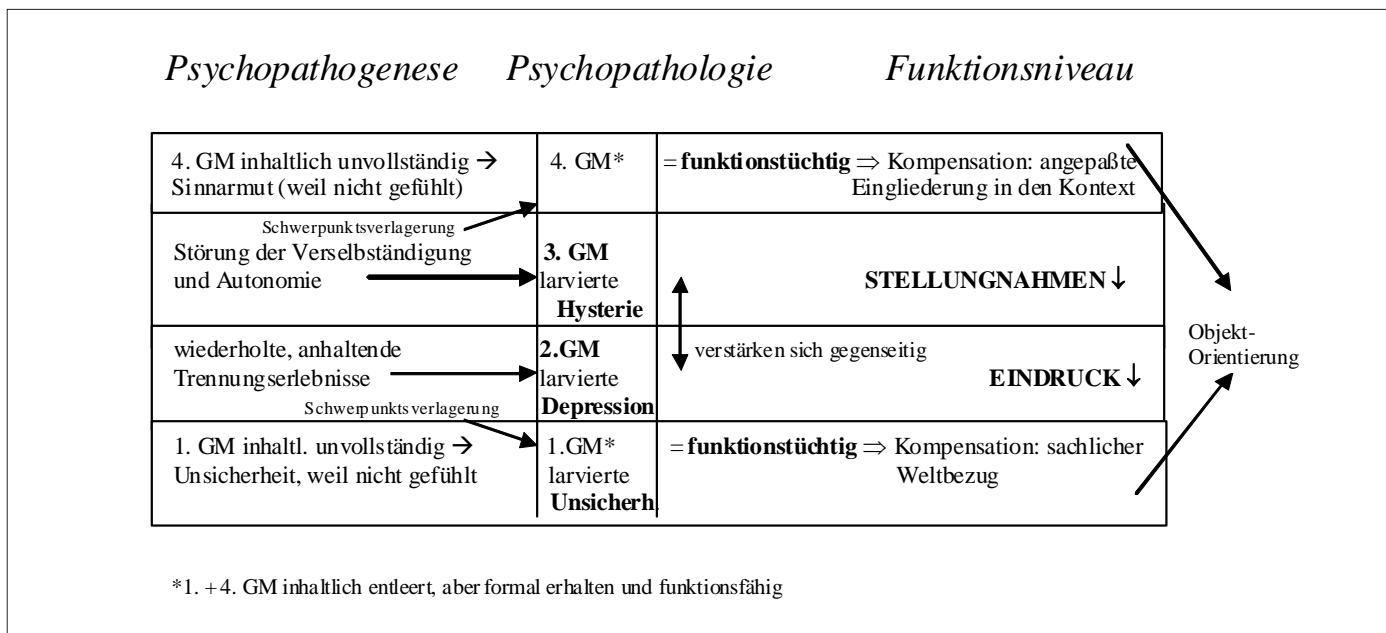 Psychopathogenese Psychopathologie Funktionsniveau
4. GM inhaltlich unvollständig → 4. GM* = funktionstüchtig ⇒ Kompensation: angepaßte
Sinnarmut (weil nicht gefühlt) Eingliederung in den Kontext
Schwerpunktsverlagerung
Störung der Verselbständigung 3. GM
und Autonomie larvierte STELLUNGNAHMEN ↓
Hysterie
wiederholte, anhaltende 2.GM verstärken sich gegenseitig
Trennungserlebnisse larvierte EINDRUCK ↓
Schwerpunktsverlagerung Depression
Objekt-
Orientierung
1. GM inhaltl. unvollständig → 1.GM* = funktionstüchtig ⇒ Kompensation: sachlicher
Unsicherheit, weil nicht gefühlt larvierte Weltbezug
Unsicherh.
*1. + 4. GM inhaltlich entleert, aber formal erhalten und funktionsfähig